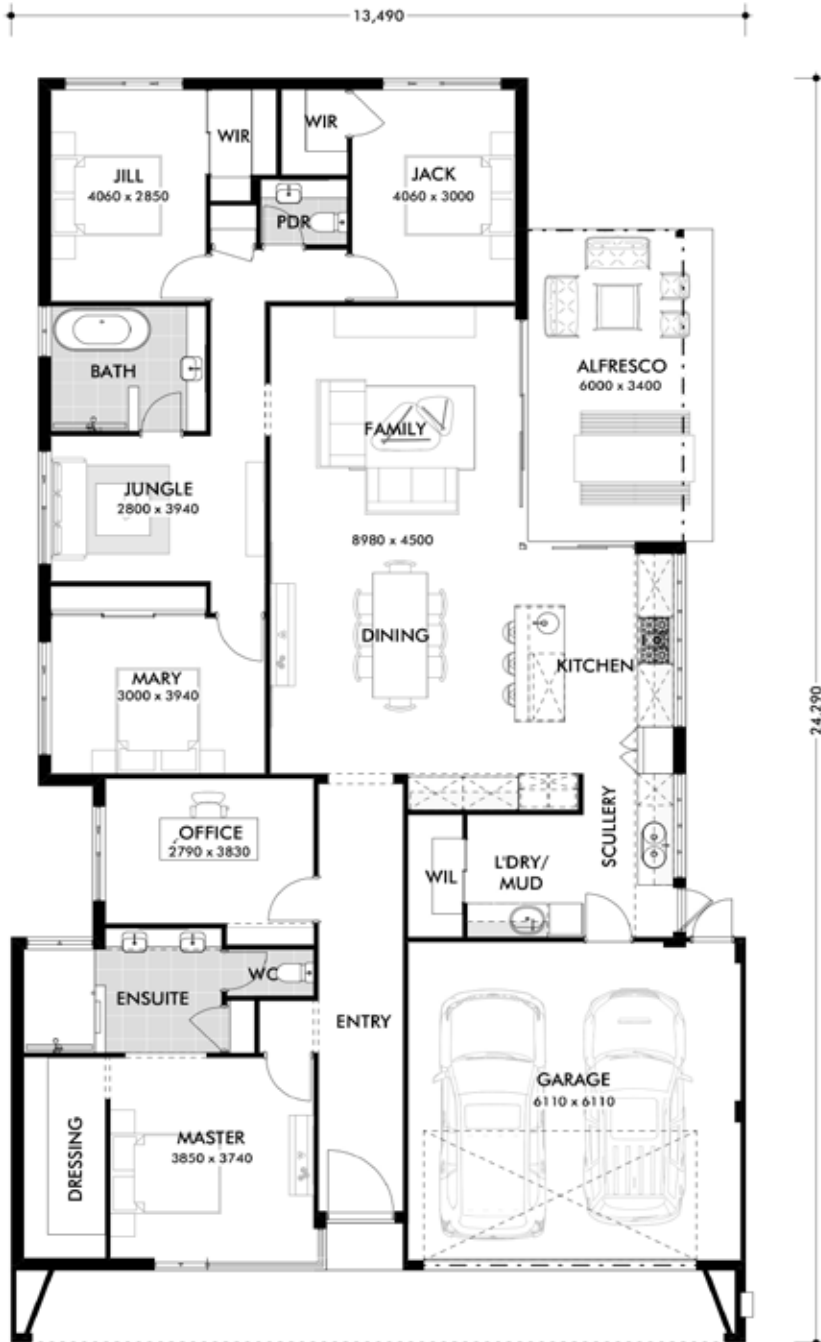 13,490
WIR
WIR
JILL
4060 x 2850
JACK
4060 x 3000
PDR
BATH
ALFRESCO
6000 x 3400
FAMILY
JUNGLE
2800 x 3940
8980 x 4500
DINING
KITCHEN
MARY
3000 x 3940
24,290
OFFICE
2790 x 3830
SCULLERY
WIL
L'DRY/
MUD
WC
ENSUITE
ENTRY
GARAGE
6110 x 6110
DRESSING
MASTER
3850 x 3740